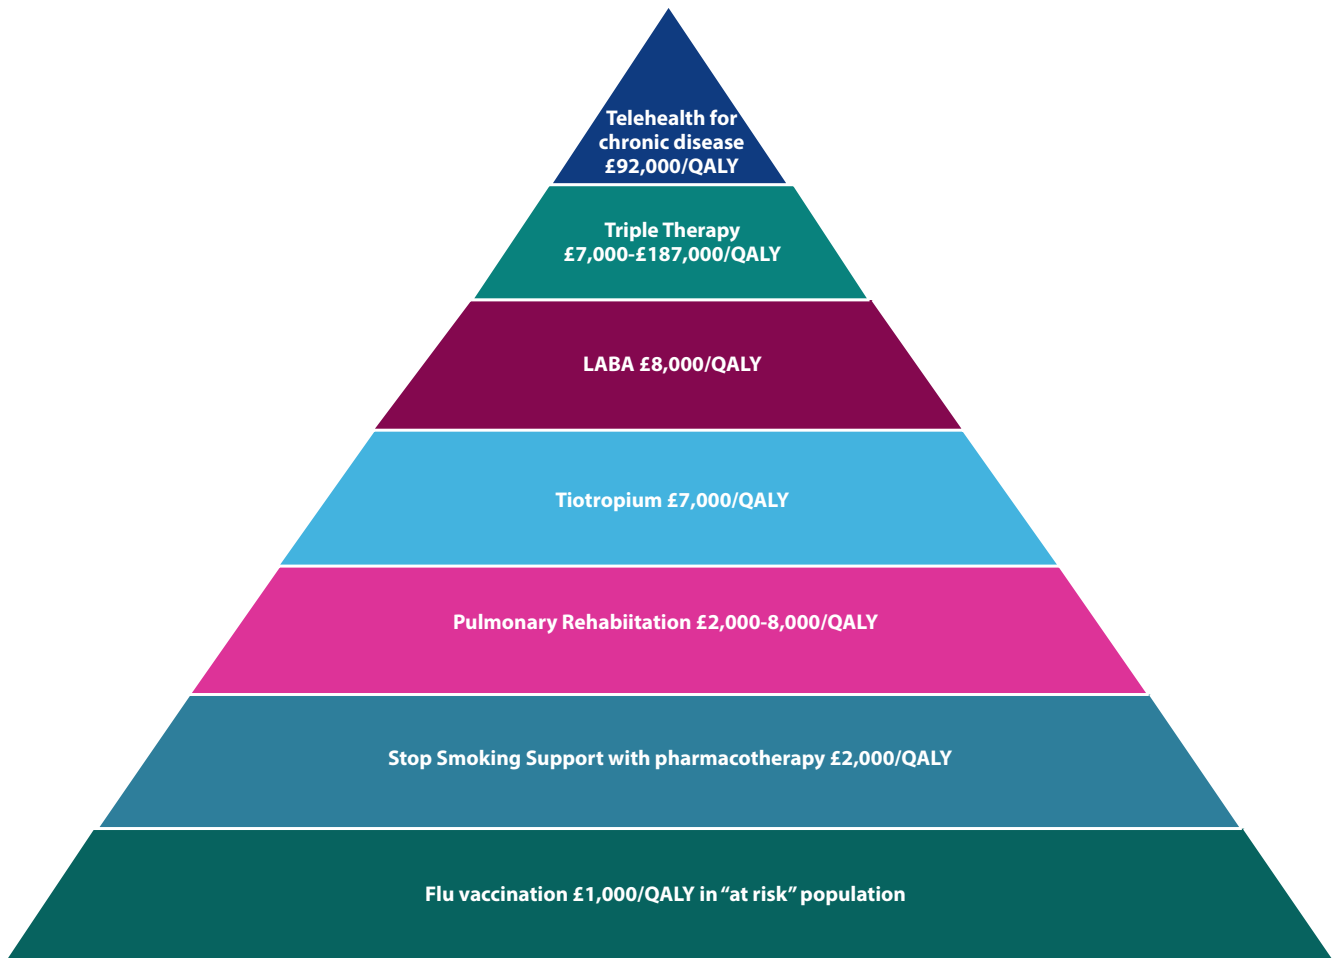 Telehealth for
chronic disease
£92,000/QALY
Triple Therapy
£7,000-£187,000/QALY
LABA £8,000/QALY
Tiotropium £7,000/QALY
Pulmonary Rehabiitation £2,000-8,000/QALY
Stop Smoking Support with pharmacotherapy £2,000/QALY
Flu vaccination £1,000/QALY in “at risk” population